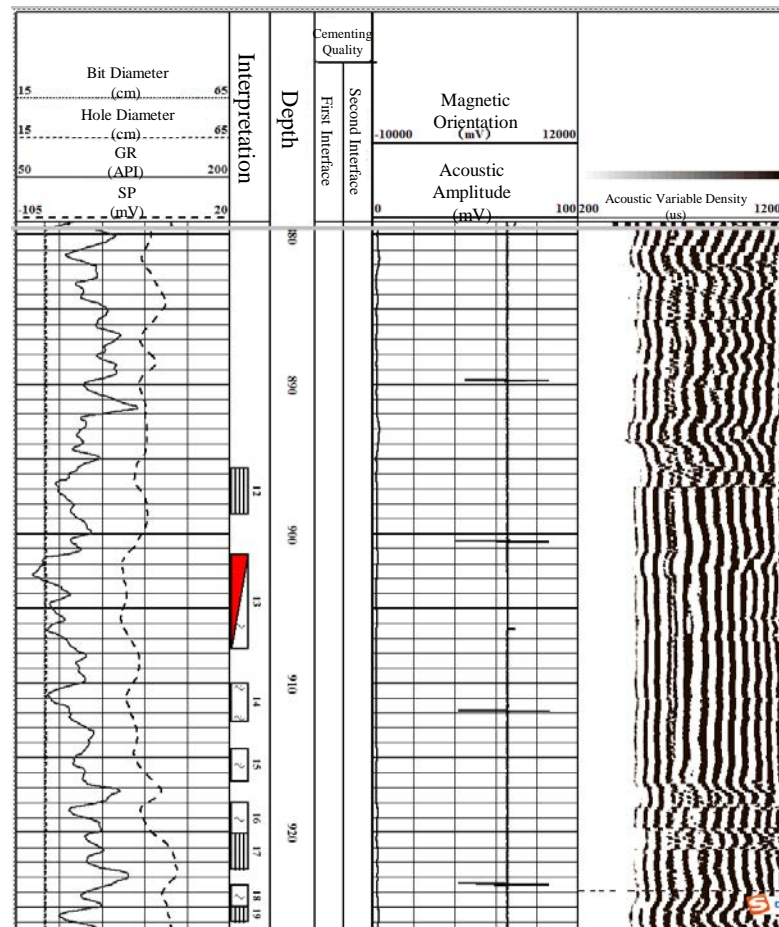 Bit Diameter
(cm)
15 65
Hole Diameter
(cm)
15 65
GR
(API)
50 200
SP
(mV)
-105 20
Interpretation
Depth
Cementing
Quality
First Interface
Second Interface
Magnetic
Orientation
-10000 (mV) 12000
Acoustic
Amplitude
(mV)
0 100
Acoustic Variable Density
(us)
200 1200
880
890
12
900
13
910
14
15
16
920
17
18
19